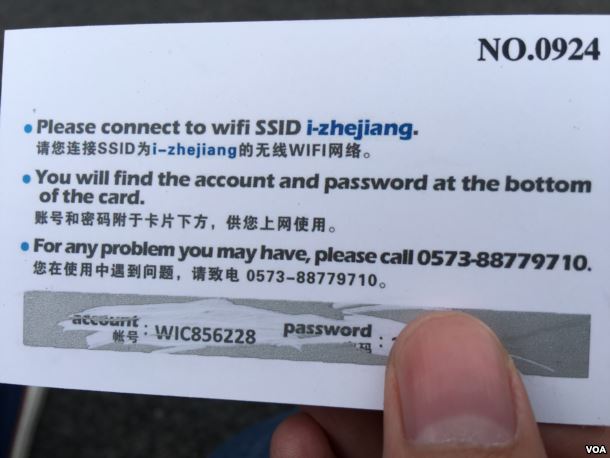 NO.0924
Please connect to wifi SSID i-zhejiang.
请您连接SSID为i-zhejiang的无线WIFI网络。
You will find the account and password at the bottom
of the card.
账号和密码附于卡片下方，供您上网使用。
For any problem you may have, please call 0573-88779710.
您在使用中遇到问题，请致电 0573-88779710。
account password
帐号：WIC856228 码：
VOA